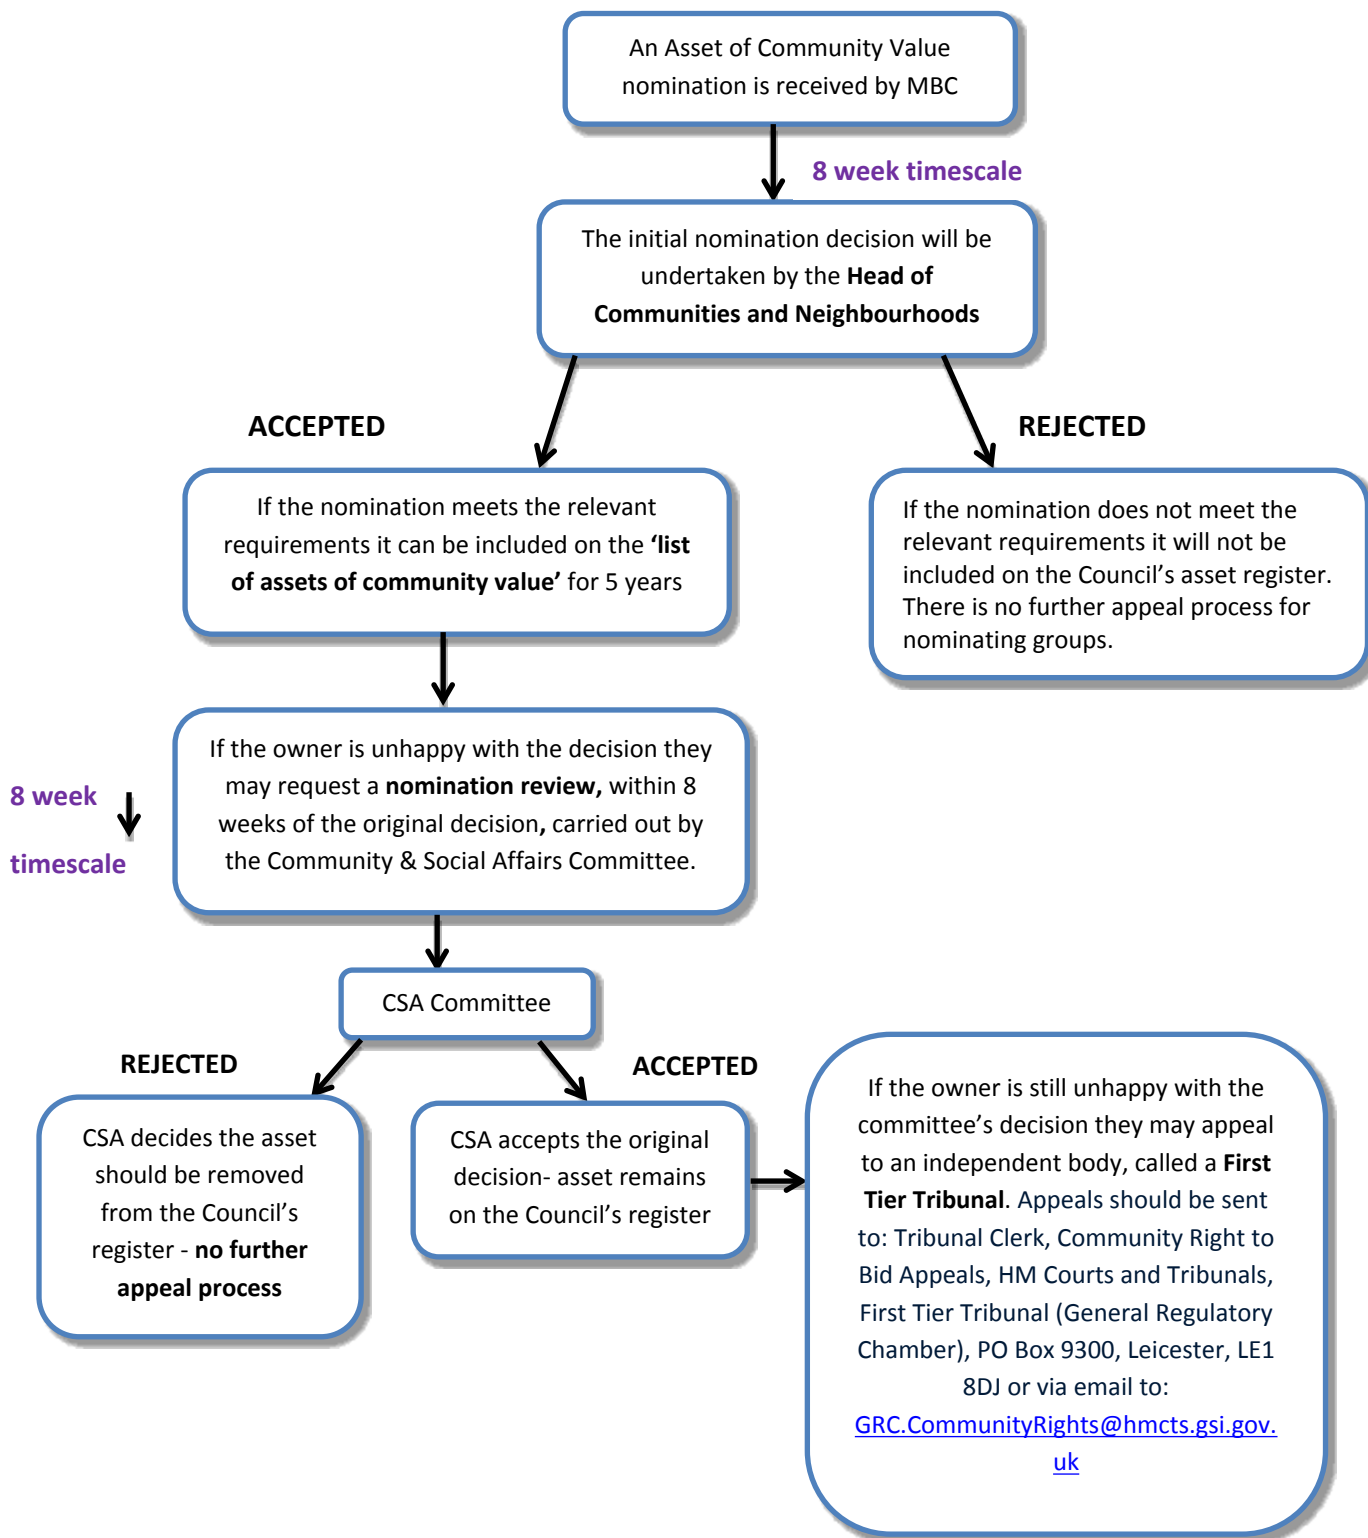 An Asset of Community Value
nomination is received by MBC
8 week timescale
The initial nomination decision will be
undertaken by the Head of
Communities and Neighbourhoods
ACCEPTED
REJECTED
If the nomination meets the relevant
requirements it can be included on the ‘list
of assets of community value’ for 5 years
If the nomination does not meet the
relevant requirements it will not be
included on the Council’s asset register.
There is no further appeal process for
nominating groups.
If the owner is unhappy with the decision they
may request a nomination review, within 8
weeks of the original decision, carried out by
the Community & Social Affairs Committee.
8 week
timescale
CSA Committee
REJECTED
ACCEPTED
CSA decides the asset
should be removed
from the Council’s
register - no further
appeal process
CSA accepts the original
decision- asset remains
on the Council’s register
If the owner is still unhappy with the
committee’s decision they may appeal
to an independent body, called a First
Tier Tribunal. Appeals should be sent
to: Tribunal Clerk, Community Right to
Bid Appeals, HM Courts and Tribunals,
First Tier Tribunal (General Regulatory
Chamber), PO Box 9300, Leicester, LE1
8DJ or via email to:
GRC.CommunityRights@hmcts.gsi.gov.
uk